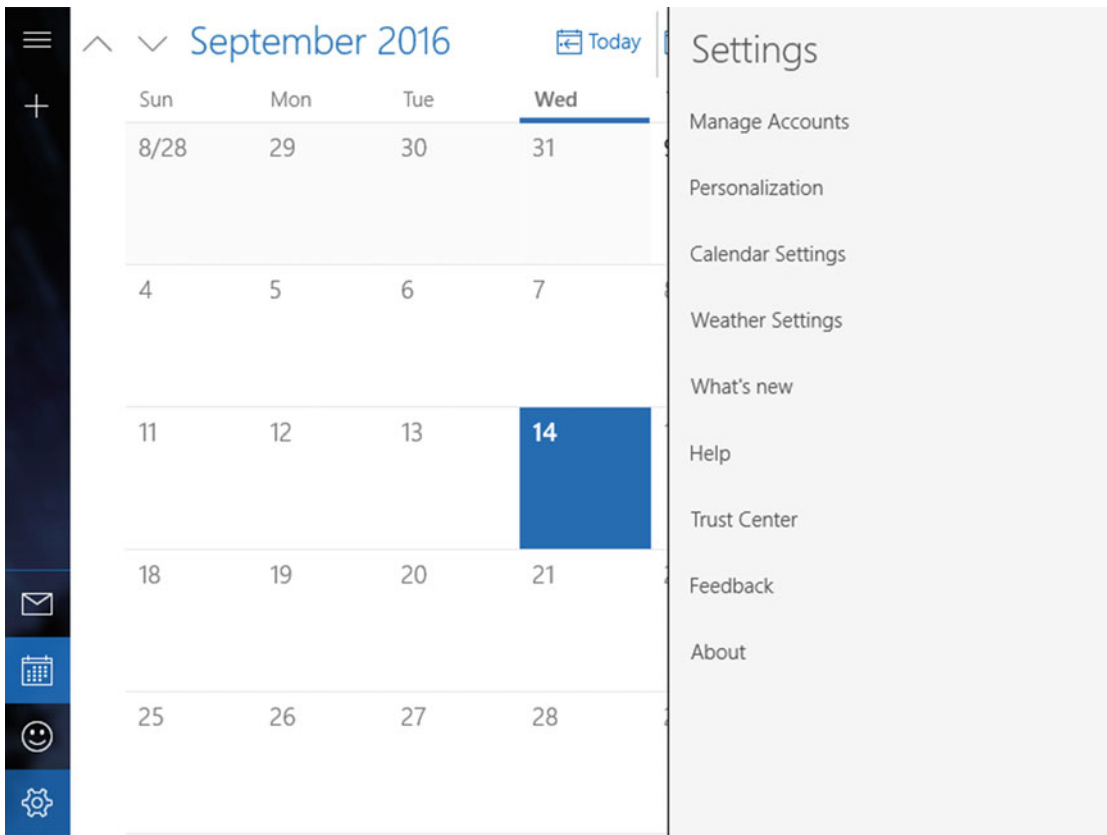 September 2016 Today
Sun Mon Tue Wed
8/28 29 30 31
4 5 6 7
11 12 13 14
18 19 20 21
25 26 27 28
Settings
Manage Accounts
Personalization
Calendar Settings
Weather Settings
What's new
Help
Trust Center
Feedback
About